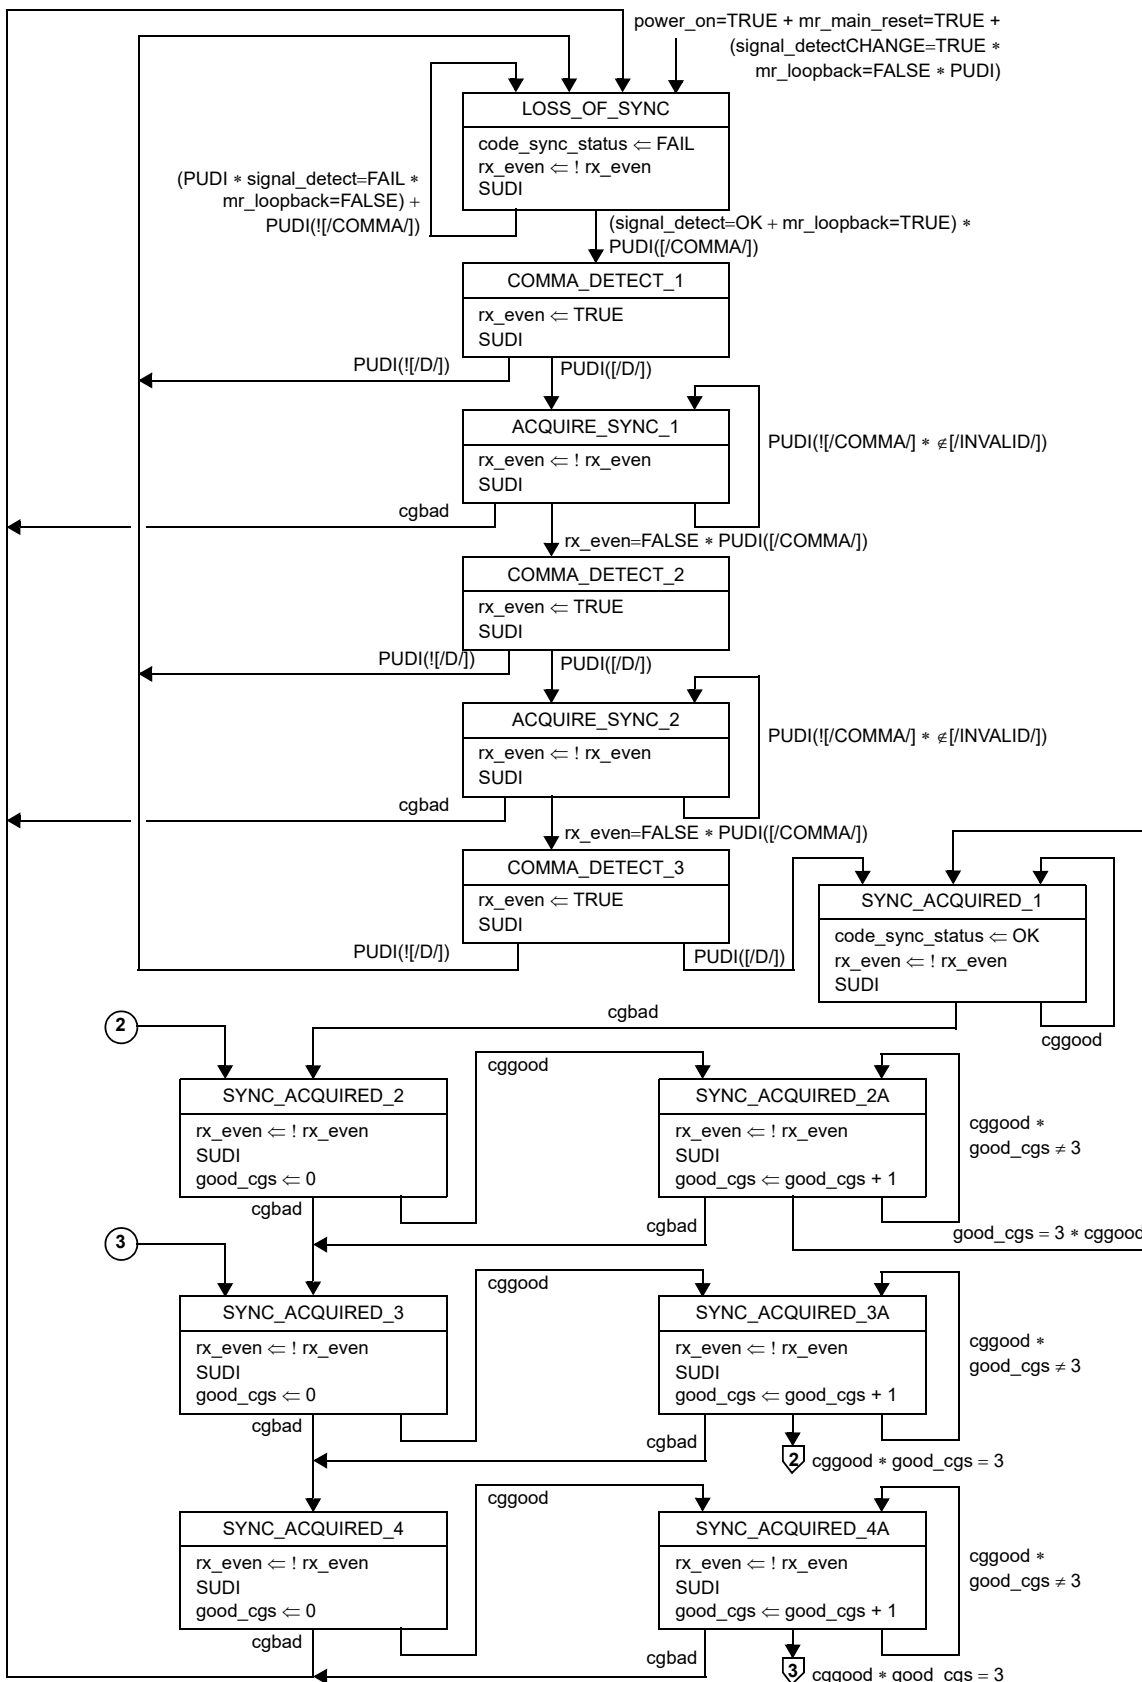 power_on=TRUE + mr_main_reset=TRUE +
(signal_detectCHANGE=TRUE ∗
mr_loopback=FALSE ∗ PUDI)
LOSS_OF_SYNC
code_sync_status ⇐ FAIL
rx_even ⇐ ! rx_even
SUDI
(PUDI ∗ signal_detect=FAIL ∗
mr_loopback=FALSE) +
PUDI(![/COMMA/])
(signal_detect=OK + mr_loopback=TRUE) ∗
PUDI([/COMMA/])
COMMA_DETECT_1
rx_even ⇐ TRUE
SUDI
PUDI(![/D/])
PUDI([/D/])
ACQUIRE_SYNC_1
rx_even ⇐ ! rx_even
SUDI
PUDI(![/COMMA/] ∗ ∉[/INVALID/])
cgbad
rx_even=FALSE ∗ PUDI([/COMMA/])
COMMA_DETECT_2
rx_even ⇐ TRUE
SUDI
PUDI(![/D/])
PUDI([/D/])
ACQUIRE_SYNC_2
rx_even ⇐ ! rx_even
SUDI
PUDI(![/COMMA/] ∗ ∉[/INVALID/])
cgbad
rx_even=FALSE ∗ PUDI([/COMMA/])
COMMA_DETECT_3
rx_even ⇐ TRUE
SUDI
PUDI(![/D/])
PUDI([/D/])
SYNC_ACQUIRED_1
code_sync_status ⇐ OK
rx_even ⇐ ! rx_even
SUDI
cgbad
cggood
2
SYNC_ACQUIRED_2
rx_even ⇐ ! rx_even
SUDI
good_cgs ⇐ 0
cgbad
cggood
SYNC_ACQUIRED_2A
rx_even ⇐ ! rx_even
SUDI
good_cgs ⇐ good_cgs + 1
cggood ∗
good_cgs ≠ 3
cgbad
good_cgs = 3 ∗ cggood
3
SYNC_ACQUIRED_3
rx_even ⇐ ! rx_even
SUDI
good_cgs ⇐ 0
cgbad
cggood
SYNC_ACQUIRED_3A
rx_even ⇐ ! rx_even
SUDI
good_cgs ⇐ good_cgs + 1
cggood ∗
good_cgs ≠ 3
cgbad
2 cggood ∗ good_cgs = 3
SYNC_ACQUIRED_4
rx_even ⇐ ! rx_even
SUDI
good_cgs ⇐ 0
cgbad
cggood
SYNC_ACQUIRED_4A
rx_even ⇐ ! rx_even
SUDI
good_cgs ⇐ good_cgs + 1
cggood ∗
good_cgs ≠ 3
cgbad
3 cggood ∗ good_cgs = 3